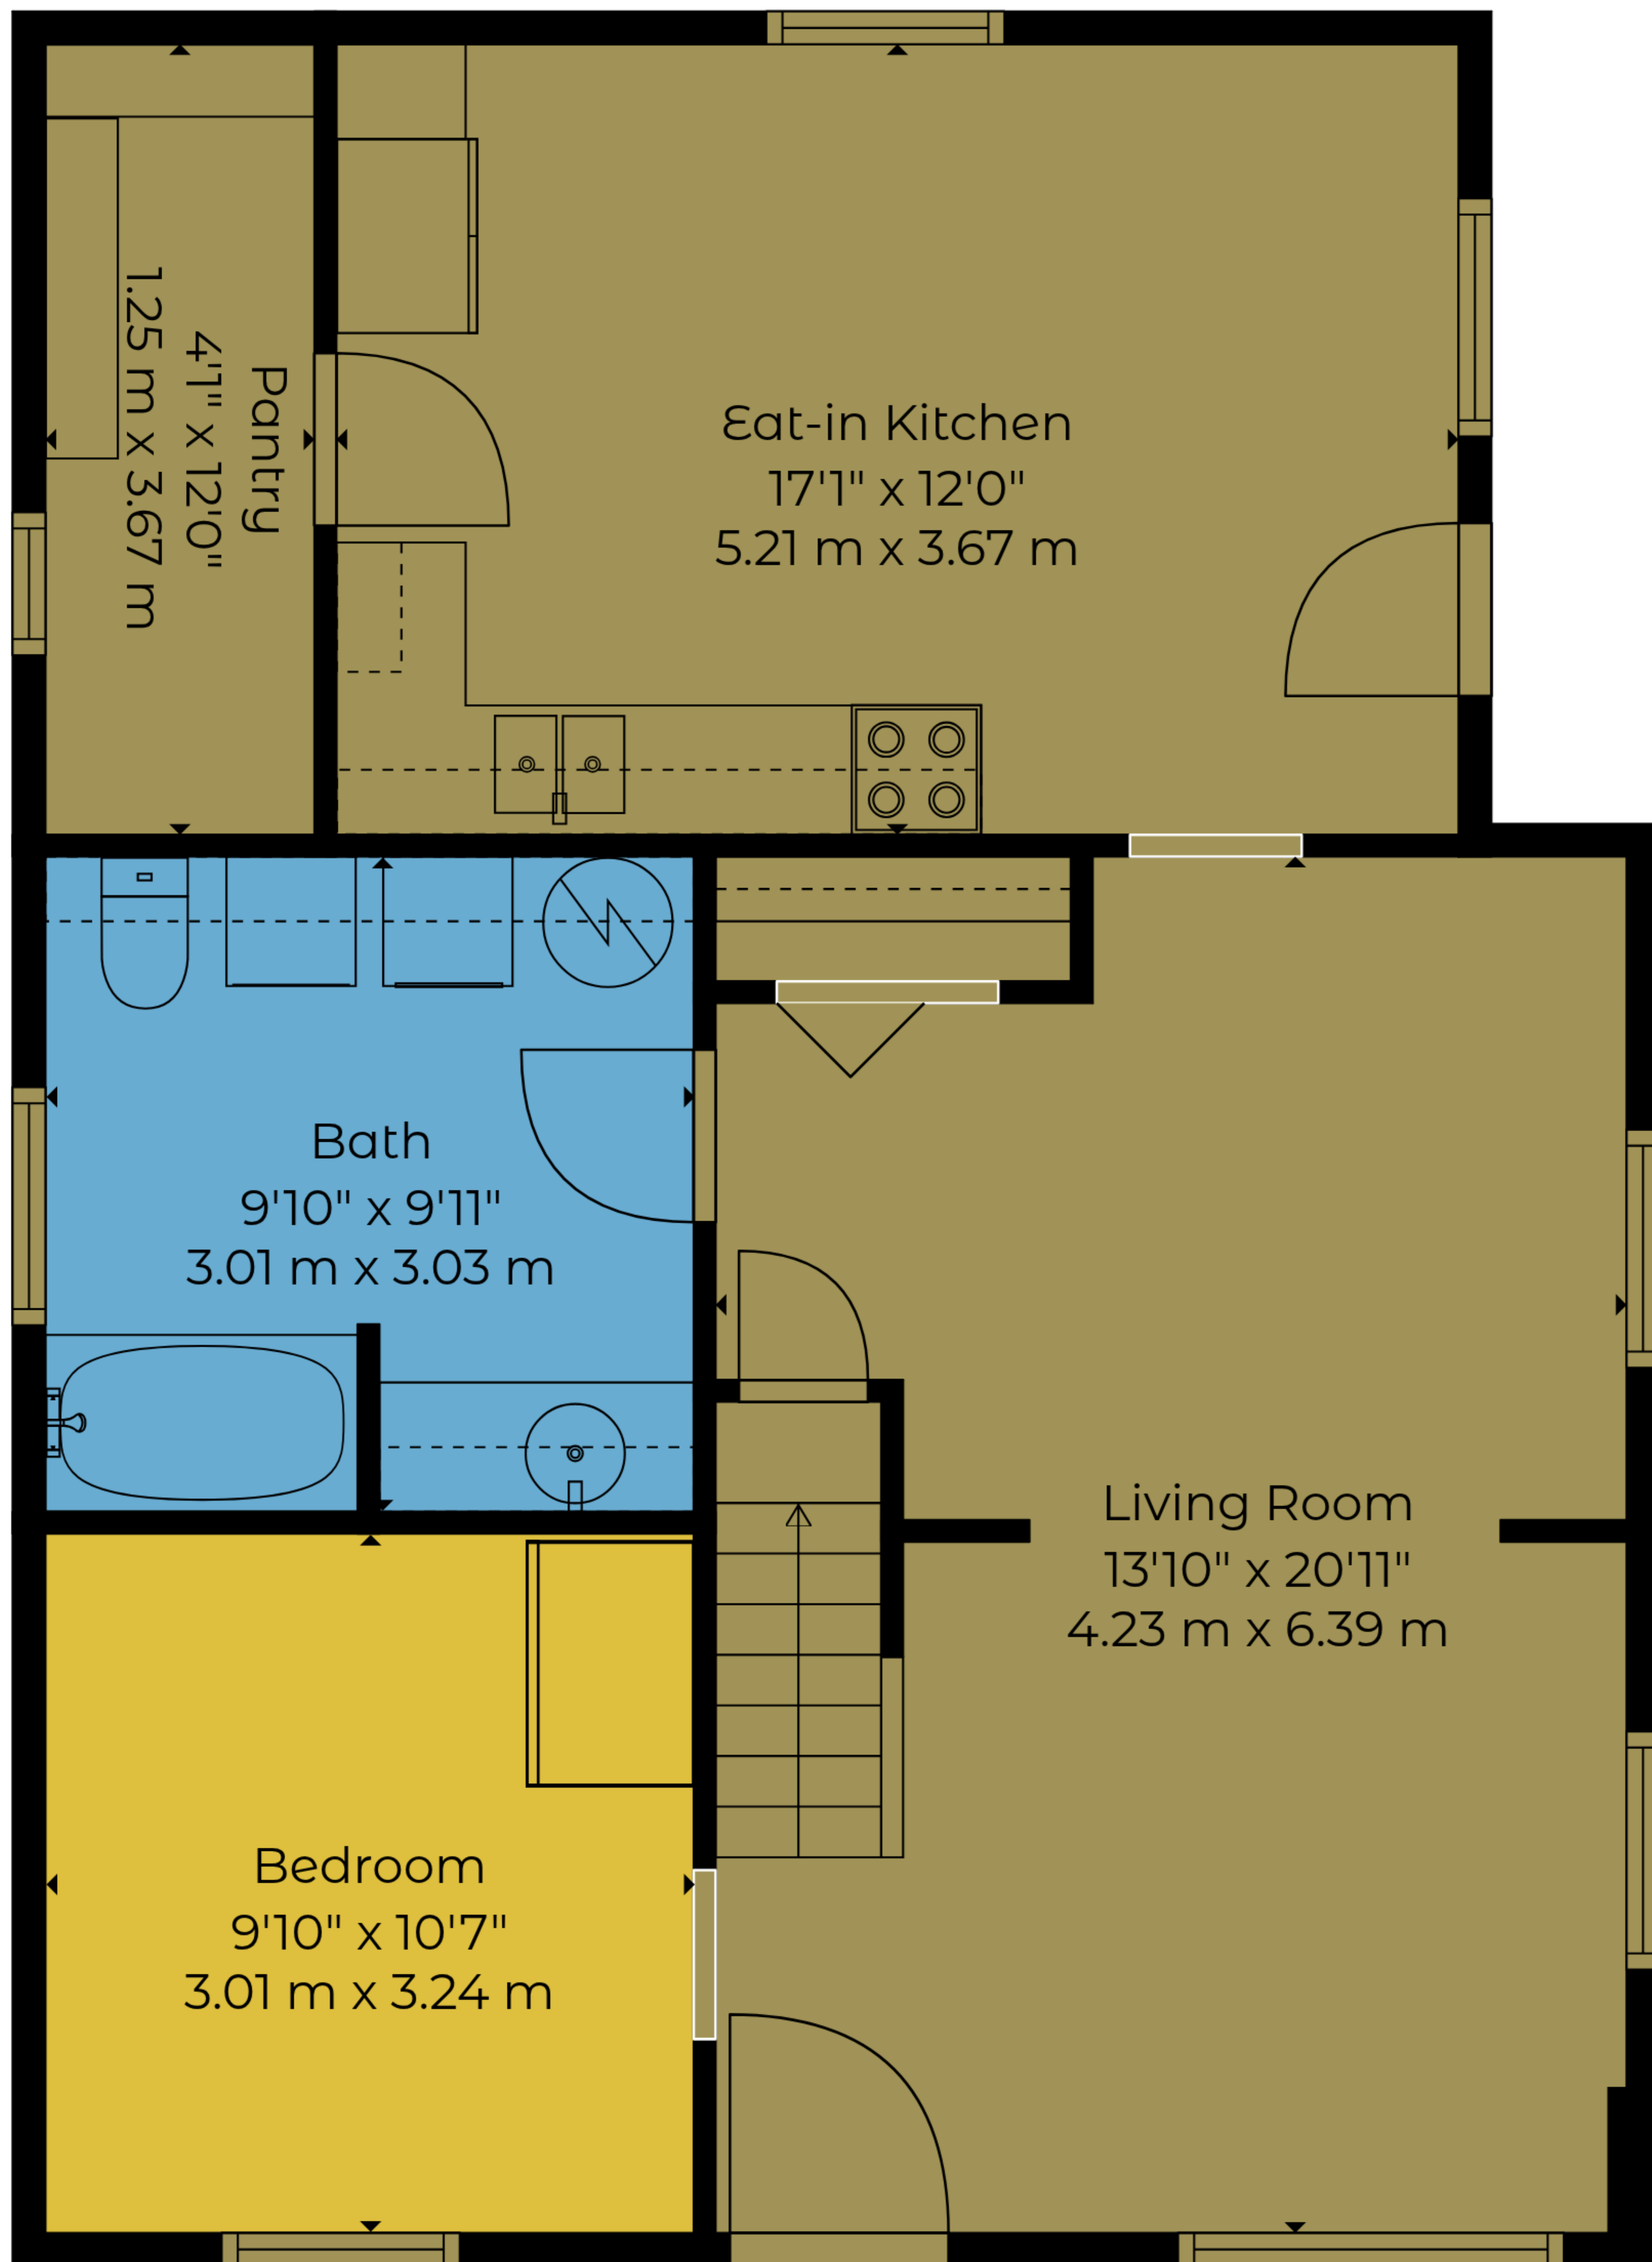 Pantry
4'1" x 12'0"
1.25 m x 3.67 m
Eat-in Kitchen
17'1" x 12'0"
5.21 m x 3.67 m
Bath
9'10" x 9'11"
3.01 m x 3.03 m
Living Room
13'10" x 20'11"
4.23 m x 6.39 m
Bedroom
9'10" x 10'7"
3.01 m x 3.24 m